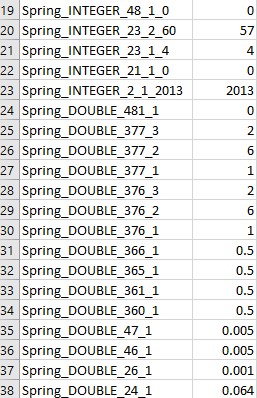 19 Spring_INTEGER_48_1_0 0
20 Spring_INTEGER_23_2_60 57
21 Spring_INTEGER_23_1_4 4
22 Spring_INTEGER_21_1_0 0
23 Spring_INTEGER_2_1_2013 2013
24 Spring_DOUBLE_481_1 0
25 Spring_DOUBLE_377_3 2
26 Spring_DOUBLE_377_2 6
27 Spring_DOUBLE_377_1 1
28 Spring_DOUBLE_376_3 2
29 Spring_DOUBLE_376_2 6
30 Spring_DOUBLE_376_1 1
31 Spring_DOUBLE_366_1 0.5
32 Spring_DOUBLE_365_1 0.5
33 Spring_DOUBLE_361_1 0.5
34 Spring_DOUBLE_360_1 0.5
35 Spring_DOUBLE_47_1 0.005
36 Spring_DOUBLE_46_1 0.005
37 Spring_DOUBLE_26_1 0.001
38 Spring_DOUBLE_24_1 0.064